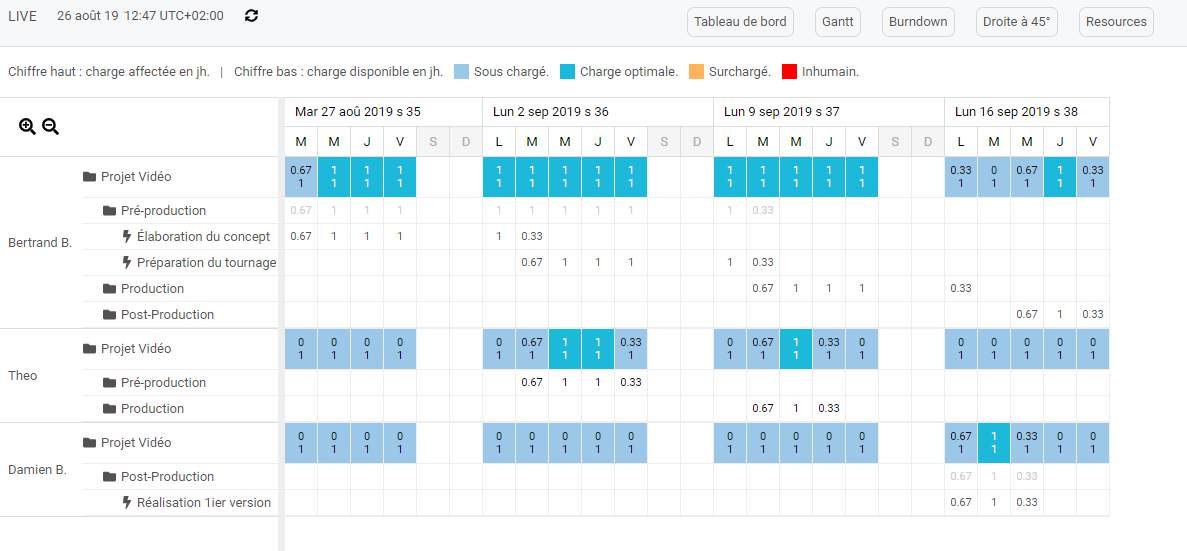 LIVE 26 août 19 12:47 UTC+02:00 Tableau de bord Gantt Burndown Droite à 45° Resources
Chiffre haut : charge affectée en jh. | Chiffre bas : charge disponible en jh. Sous chargé. Charge optimale. Surchargé. Inhumain.
Mar 27 aoû 2019 s 35 Lun 2 sep 2019 s 36 Lun 9 sep 2019 s 37 Lun 16 sep 2019 s 38
M M J V S D L M M J V S D L M M J V S D L M M J V
Projet Vidéo 0.67 1 1 1 1 1 1 1 1 1 1 1 1 1 0.33 0 0.67 1 0.33
1 1 1 1 1 1 1 1 1 1 1 1 1 1 1 1 1 1 1
Pré-production 0.67 1 1 1 1 1 1 1 1 1 0.33
Bertrand B.
Élaboration du concept 0.67 1 1 1 1 0.33
Préparation du tournage 0.67 1 1 1 1 0.33
Production 0.67 1 1 1 0.33
Post-Production 0.67 1 0.33
Projet Vidéo 0 0 0 0 0 0.67 1 1 0.33 0 0.67 1 0.33 0 0 0 0 0 0
1 1 1 1 1 1 1 1 1 1 1 1 1 1 1 1 1 1 1
Theo
Pré-production 0.67 1 1 0.33
Production 0.67 1 0.33
Projet Vidéo 0 0 0 0 0 0 0 0 0 0 0 0 0 0 0.67 1 0.33 0 0
1 1 1 1 1 1 1 1 1 1 1 1 1 1 1 1 1 1 1
Damien B.
Post-Production 0.67 1 0.33
Réalisation 1ier version 0.67 1 0.33